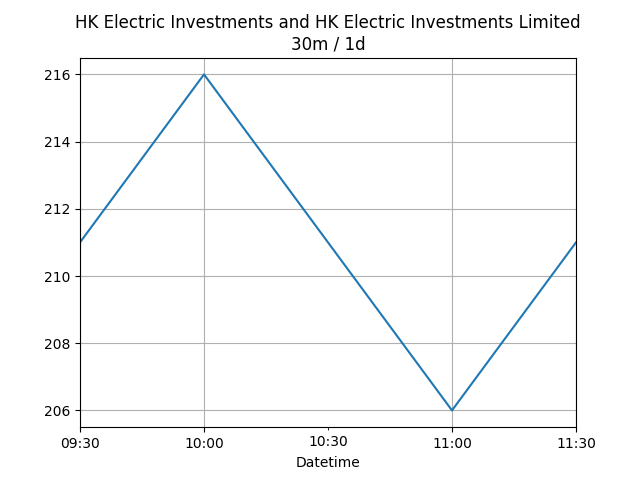 HK Electric Investments and HK Electric Investments Limited
30m / 1d
216
214
212
210
208
206
09:30 10:00 10:30 11:00 11:30
Datetime